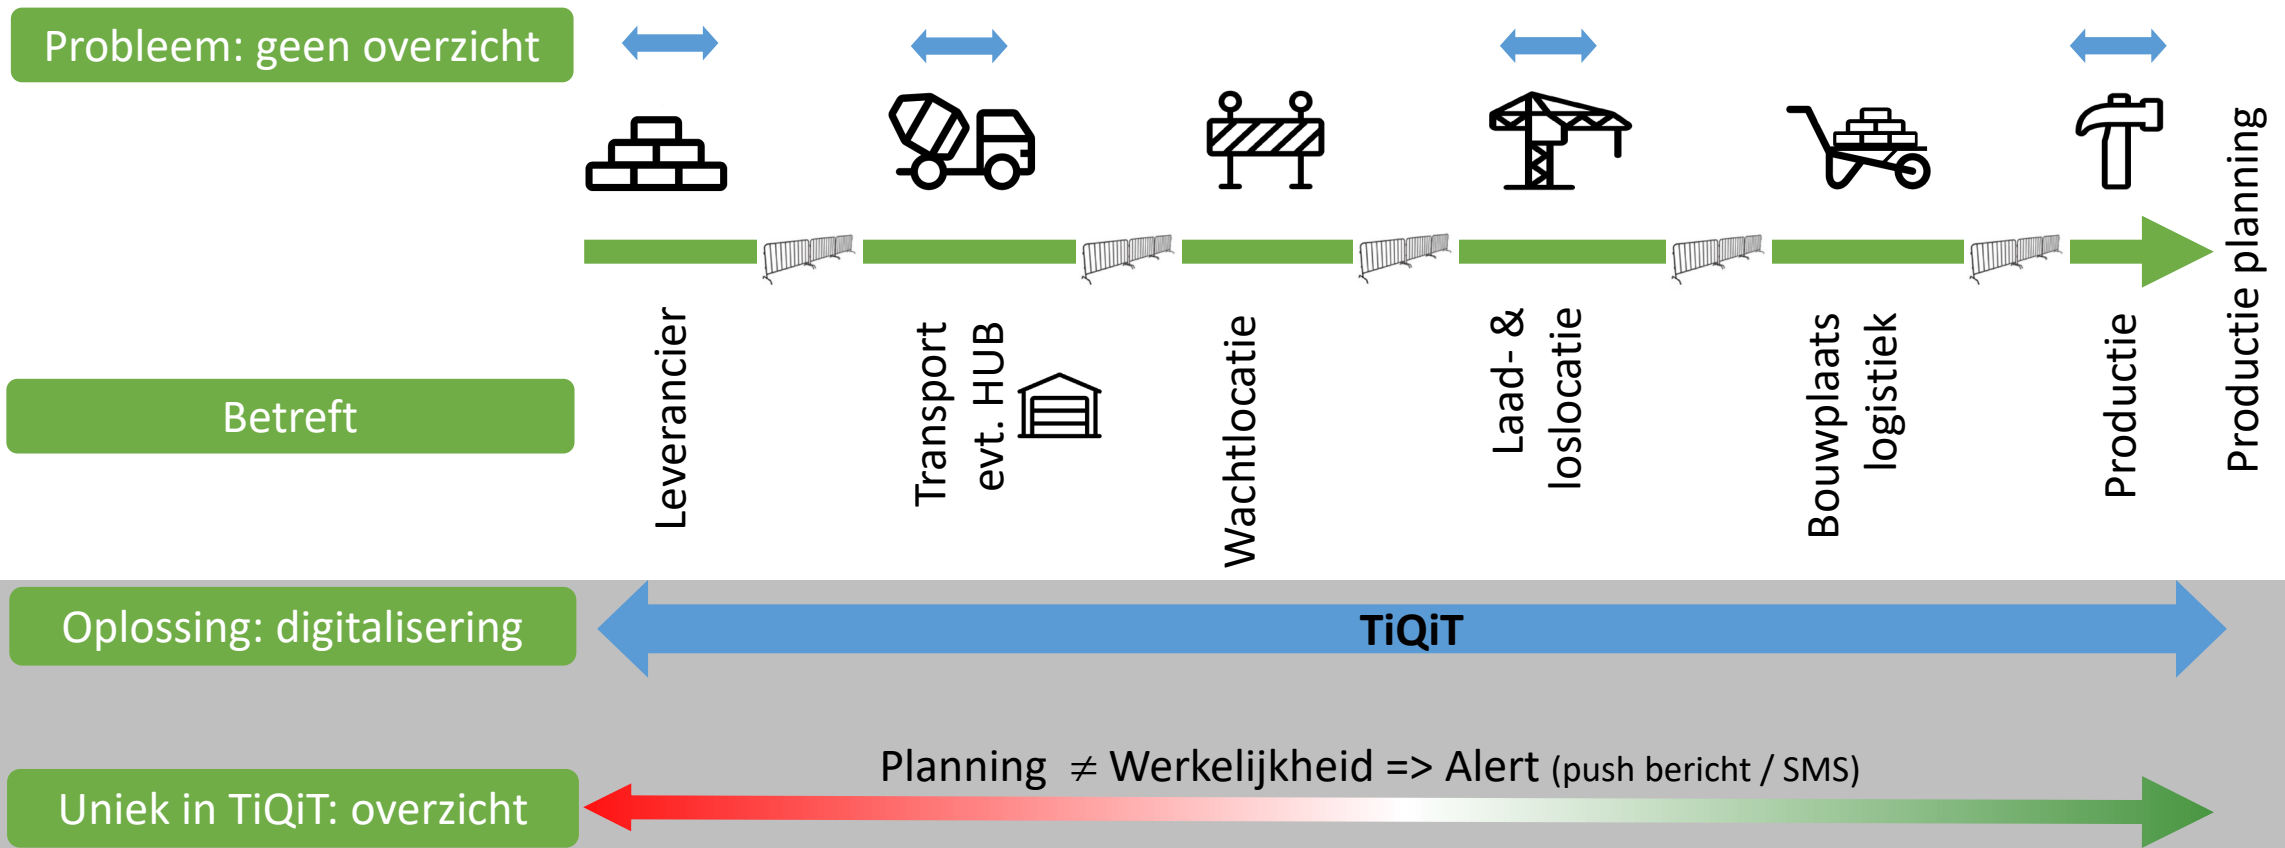 Probleem: geen overzicht
Betreft
Leverancier
Transport
evt. HUB
Wachtlocatie
Laad- &
loslocatie
Bouwplaats
logistiek
Productie
Productie planning
Oplossing: digitalisering
TiQiT
Planning ≠ Werkelijkheid => Alert (push bericht / SMS)
Uniek in TiQiT: overzicht